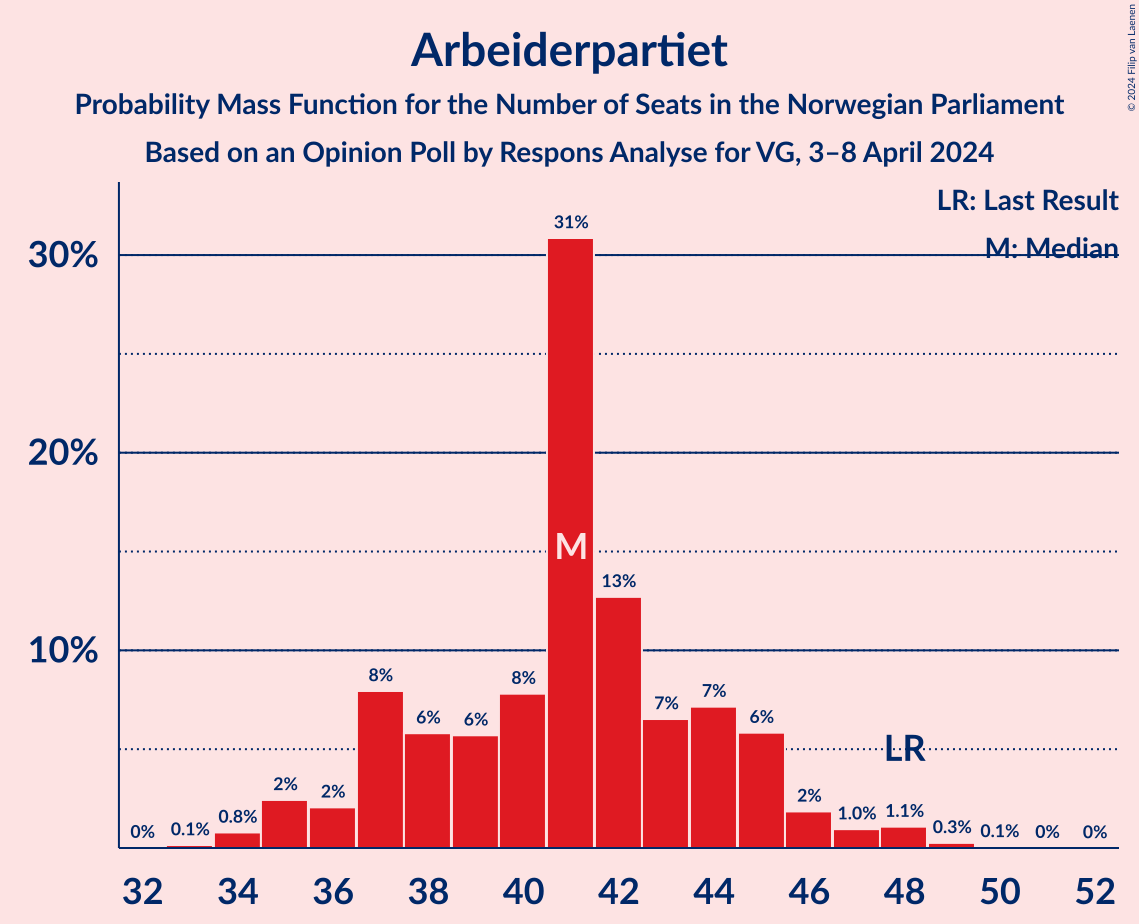 Arbeiderpartiet
Probability Mass Function for the Number of Seats in the Norwegian Parliament
Based on an Opinion Poll by Respons Analyse for VG, 3–8 April 2024
© 2024 Filip van Laenen
LR: Last Result
M: Median
30%
20%
10%
0%
0.1%
0.8%
2%
2%
8%
6%
6%
8%
31%
M
13%
7%
7%
6%
2%
1.0%
LR
1.1%
0.3%
0.1%
0%
0%
32 34 36 38 40 42 44 46 48 50 52